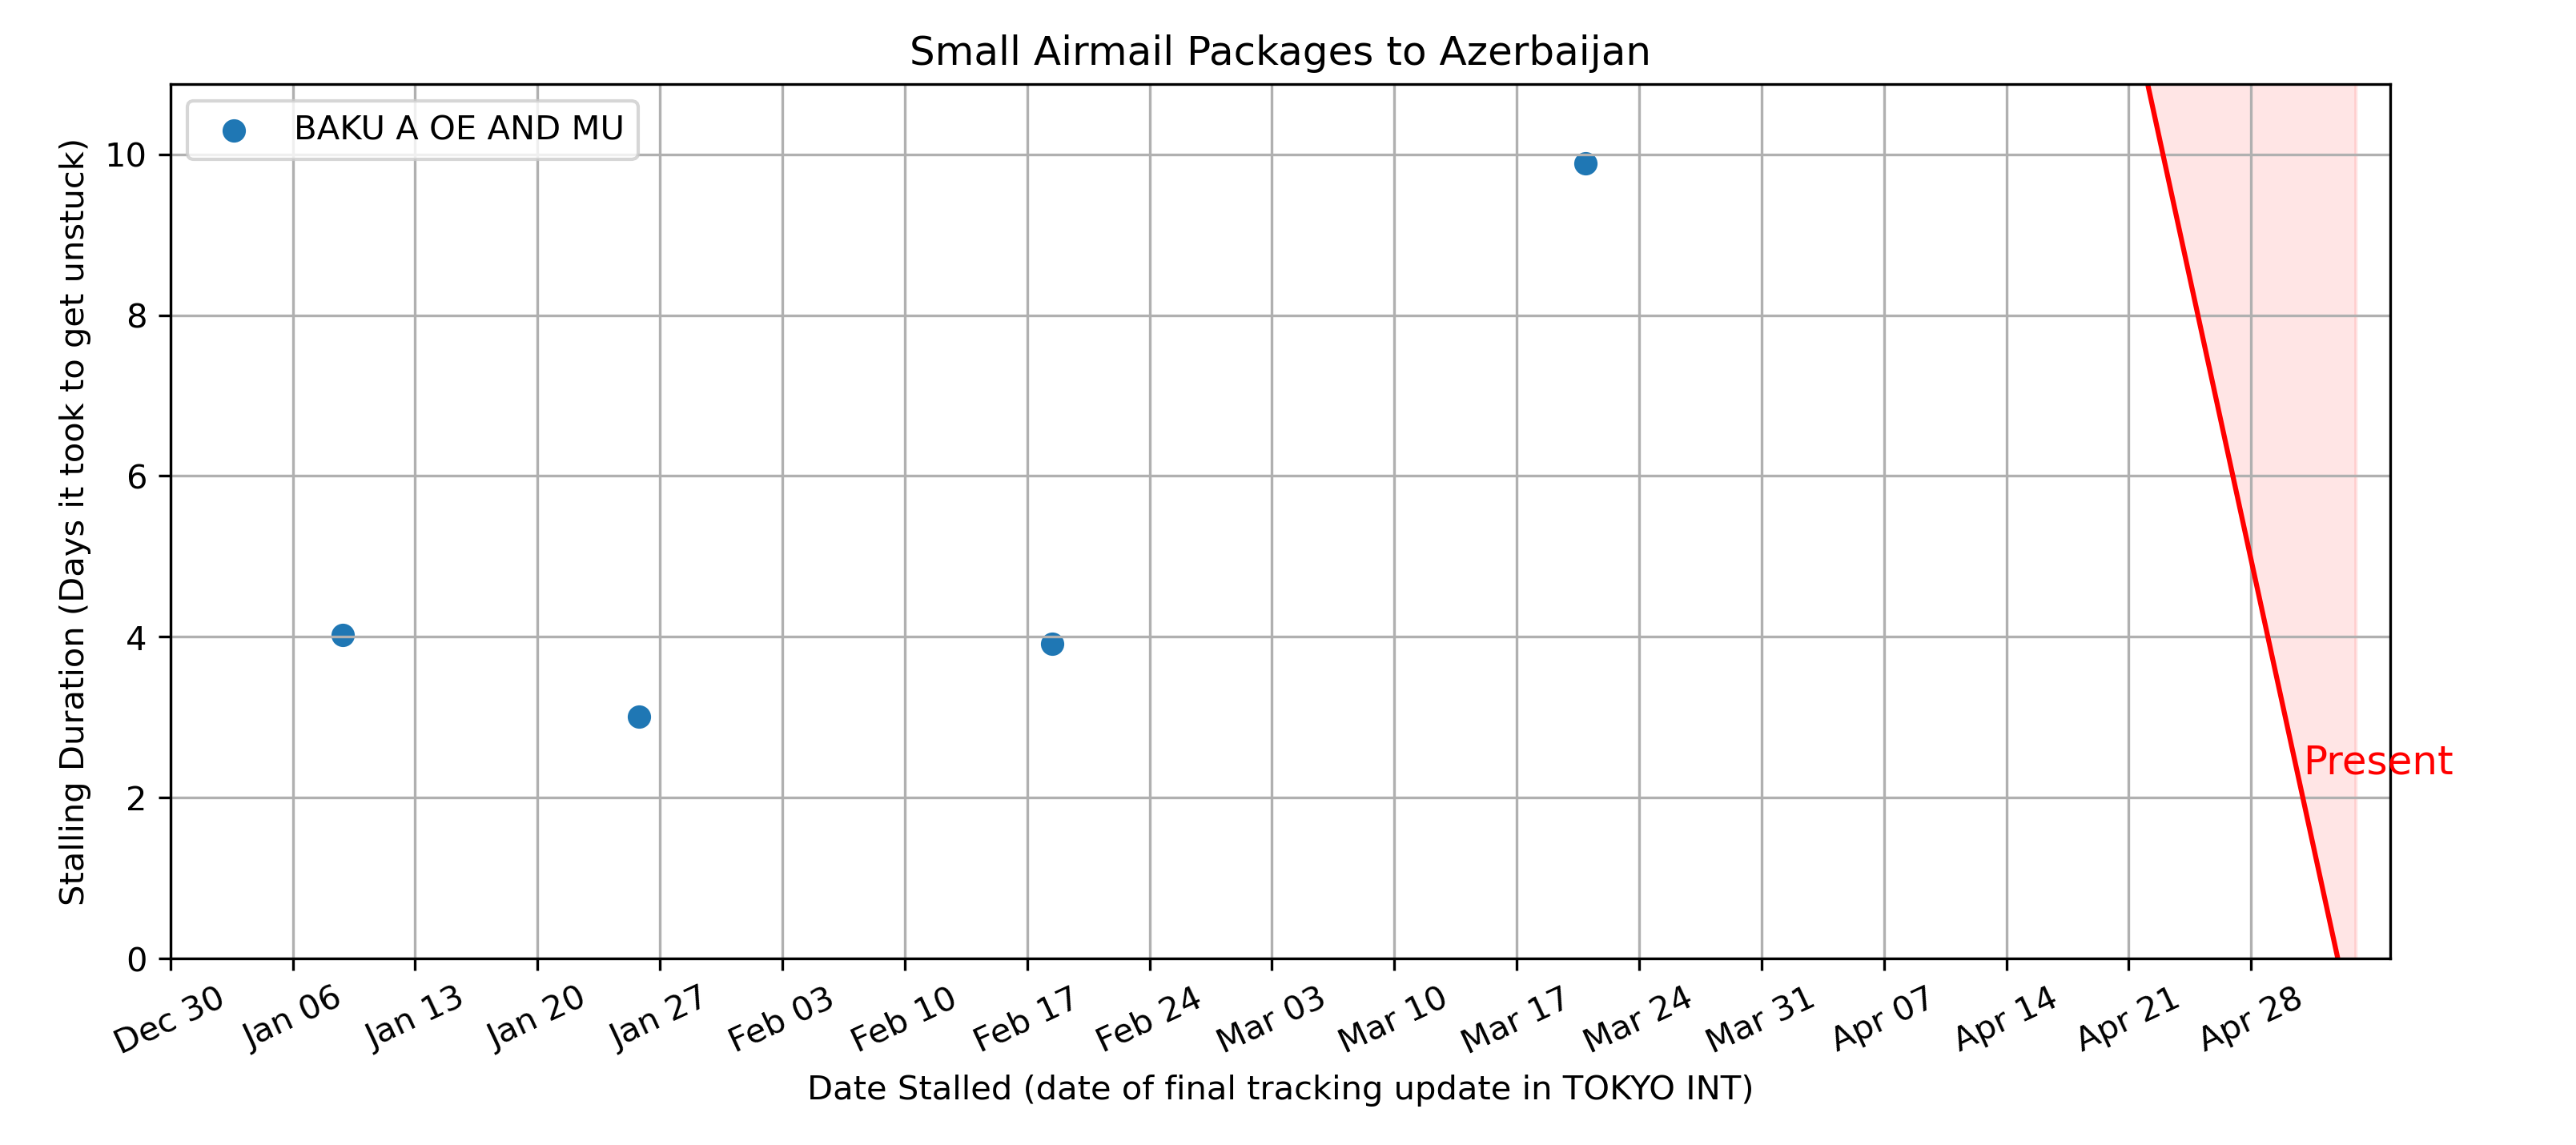 Small Airmail Packages to Azerbaijan
BAKU A OE AND MU
Stalling Duration (Days it took to get unstuck)
10
8
6
4
2
0
Present
Dec 30
Jan 06
Jan 13
Jan 20
Jan 27
Feb 03
Feb 10
Feb 17
Feb 24
Mar 03
Mar 10
Mar 17
Mar 24
Mar 31
Apr 07
Apr 14
Apr 21
Apr 28
Date Stalled (date of final tracking update in TOKYO INT)